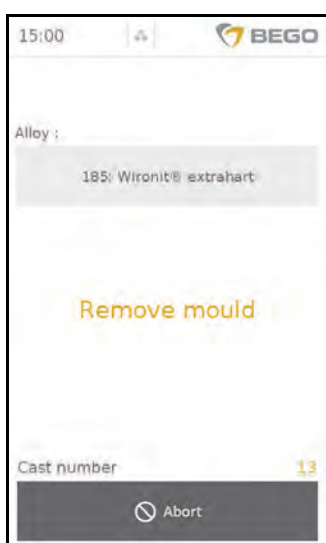 15:00 BEGO
Alloy :
185: Wironit® extrahart
Remove mould
Cast number 13
Abort